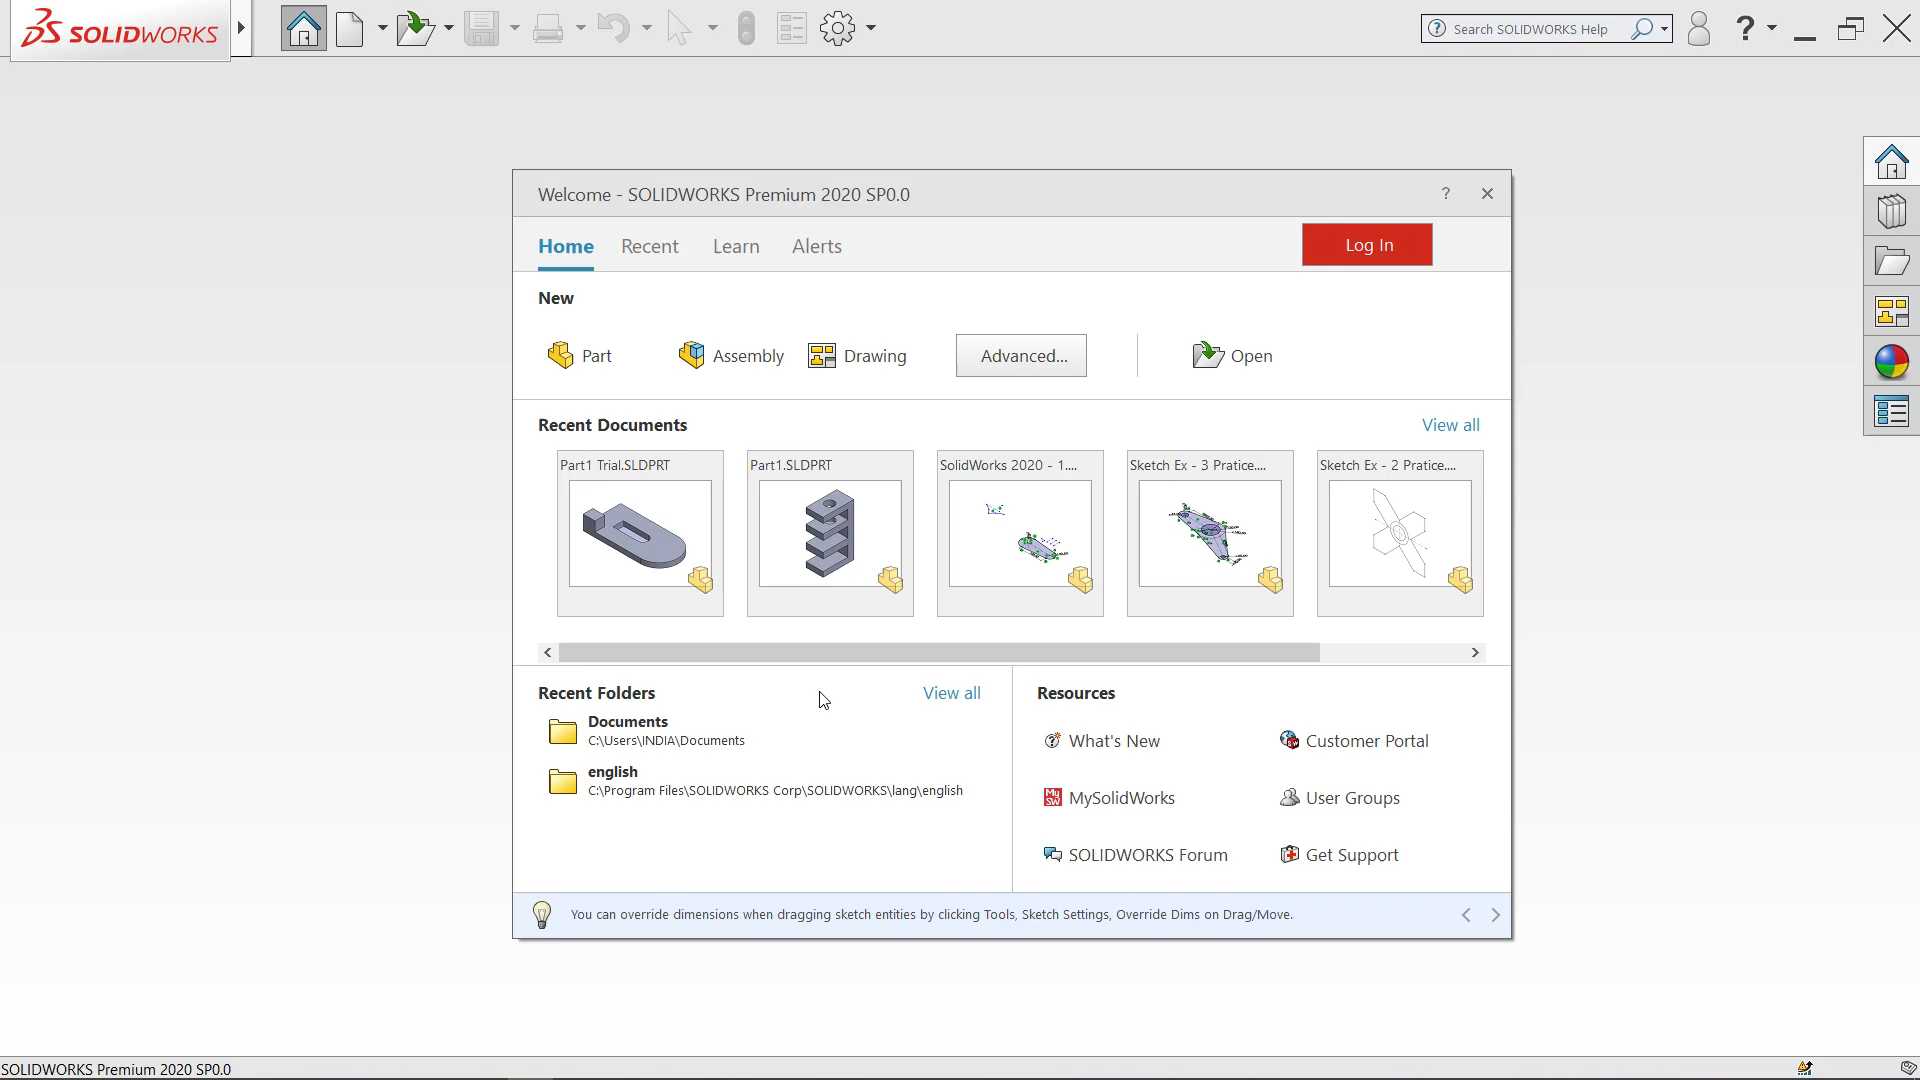 SOLIDWORKS
Search SOLIDWORKS Help
?
Welcome - SOLIDWORKS Premium 2020 SP0.0
?
Home Recent Learn Alerts
Log In
New
Part Assembly Drawing Advanced... Open
Recent Documents View all
Part1 Trial.SLDPRT Part1.SLDPRT SolidWorks 2020 - 1.... Sketch Ex - 3 Pratice.... Sketch Ex - 2 Pratice....
Recent Folders View all
Documents
C:\Users\INDIA\Documents
english
C:\Program Files\SOLIDWORKS Corp\SOLIDWORKS\lang\english
Resources
What's New Customer Portal
MySolidWorks User Groups
SOLIDWORKS Forum Get Support
You can override dimensions when dragging sketch entities by clicking Tools, Sketch Settings, Override Dims on Drag/Move.
SOLIDWORKS Premium 2020 SP0.0